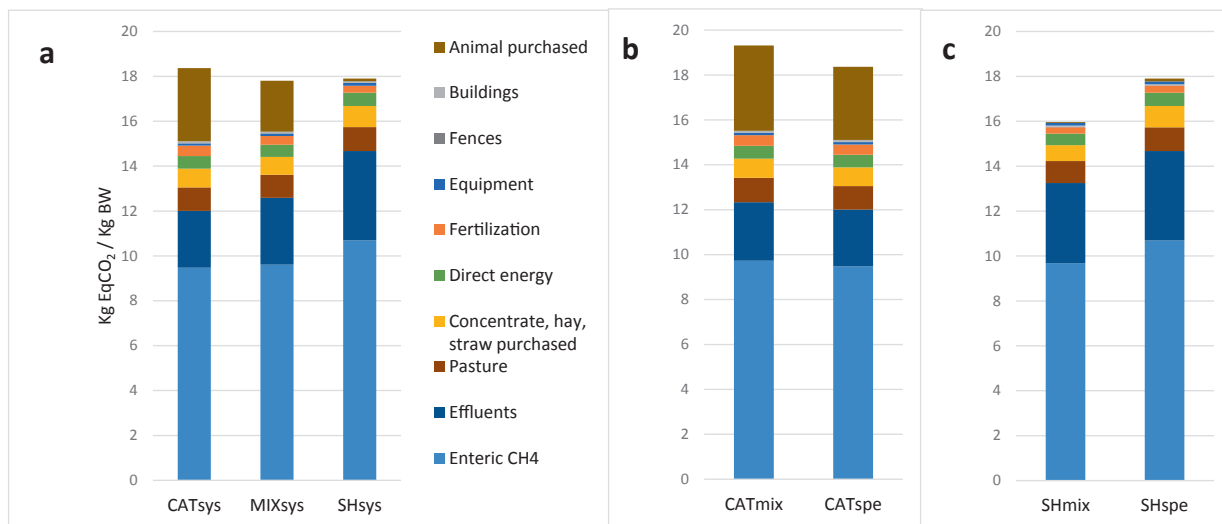 a
Kg EqCO₂ / Kg BW
20
18
16
14
12
10
8
6
4
2
0
CATsys MIXsys SHsys
Animal purchased
Buildings
Fences
Equipment
Fertilization
Direct energy
Concentrate, hay,
straw purchased
Pasture
Effluents
Enteric CH4
b
20
18
16
14
12
10
8
6
4
2
0
CATmix CATspe
c
20
18
16
14
12
10
8
6
4
2
0
SHmix SHspe